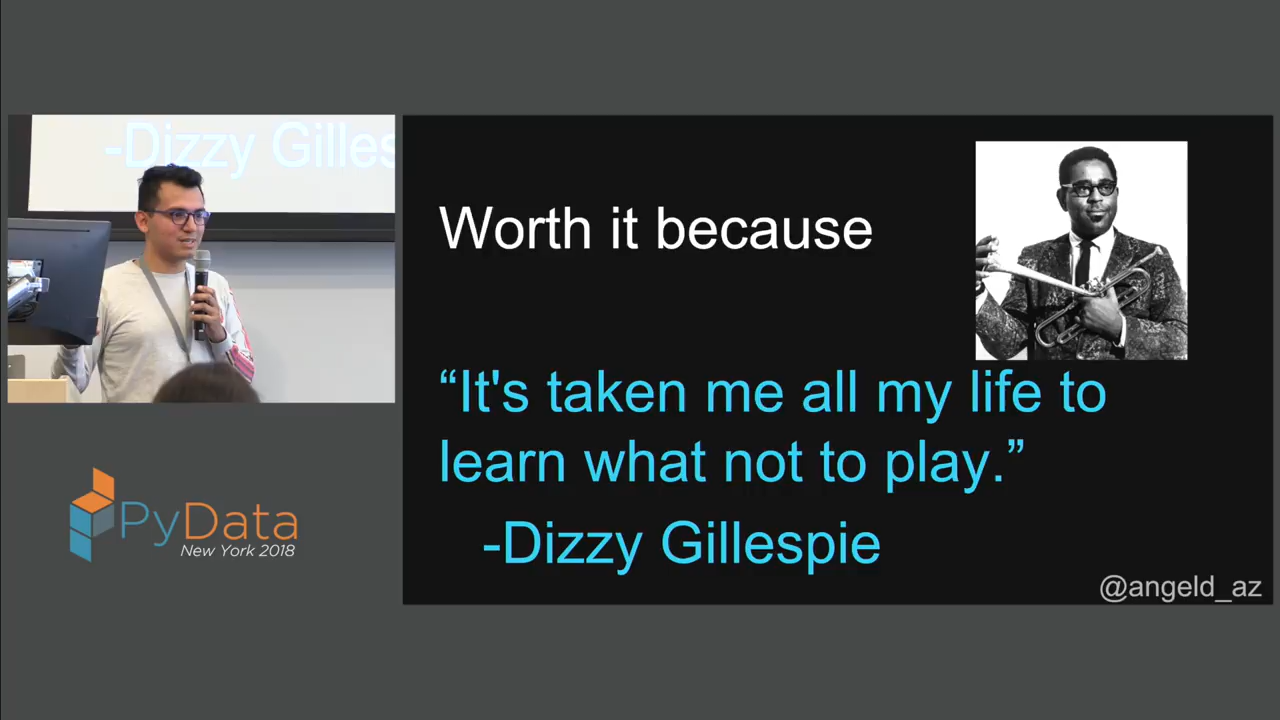 -Dizzy Gilles
Worth it because
“It's taken me all my life to
learn what not to play.”
-Dizzy Gillespie
@angeld_az
PyData
New York 2018